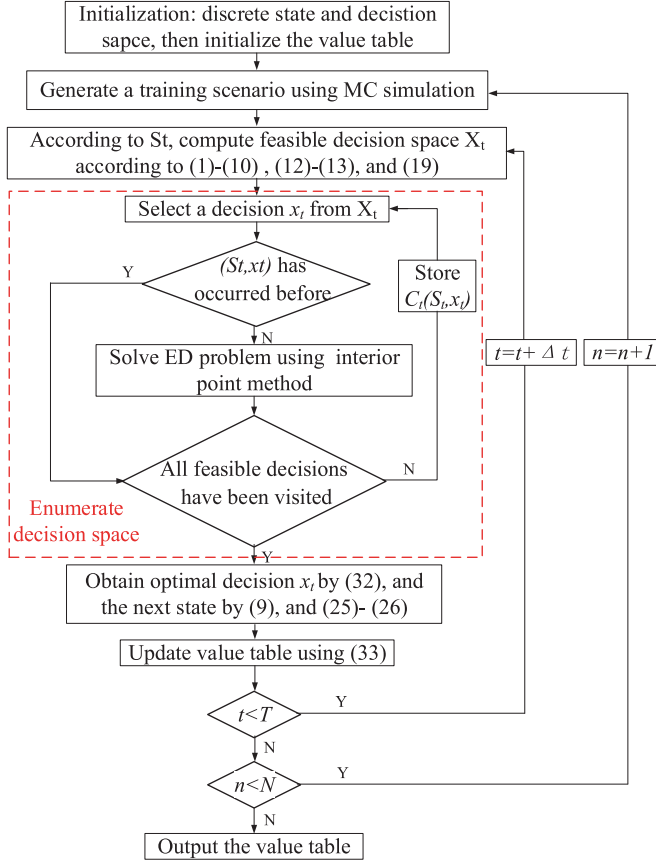 Initialization: discrete state and decision
sapce, then initialize the value table
Generate a training scenario using MC simulation
According to St, compute feasible decision space Xₜ
according to (1)-(10) , (12)-(13), and (19)
Select a decision xₜ from Xₜ
(St,xt) has
occurred before
Y
N
Store
Cₜ(Sₜ,xₜ)
Solve ED problem using interior
point method
t=t+ Δ t
n=n+1
All feasible decisions
have been visited
N
Enumerate
decision space
Y
Obtain optimal decision xₜ by (32), and
the next state by (9), and (25)- (26)
Update value table using (33)
t<T
Y
N
n<N
Y
N
Output the value table